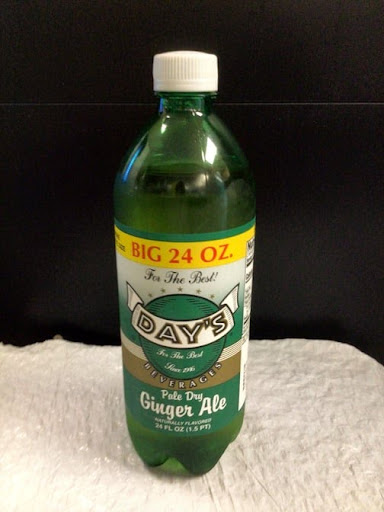 BIG 24 OZ.
For The Best!
DAY'S
For The Best
Since 1946
BEVERAGES
Pale Dry
Ginger Ale
NATURALLY FLAVORED
24 FL OZ (1.5 PT)